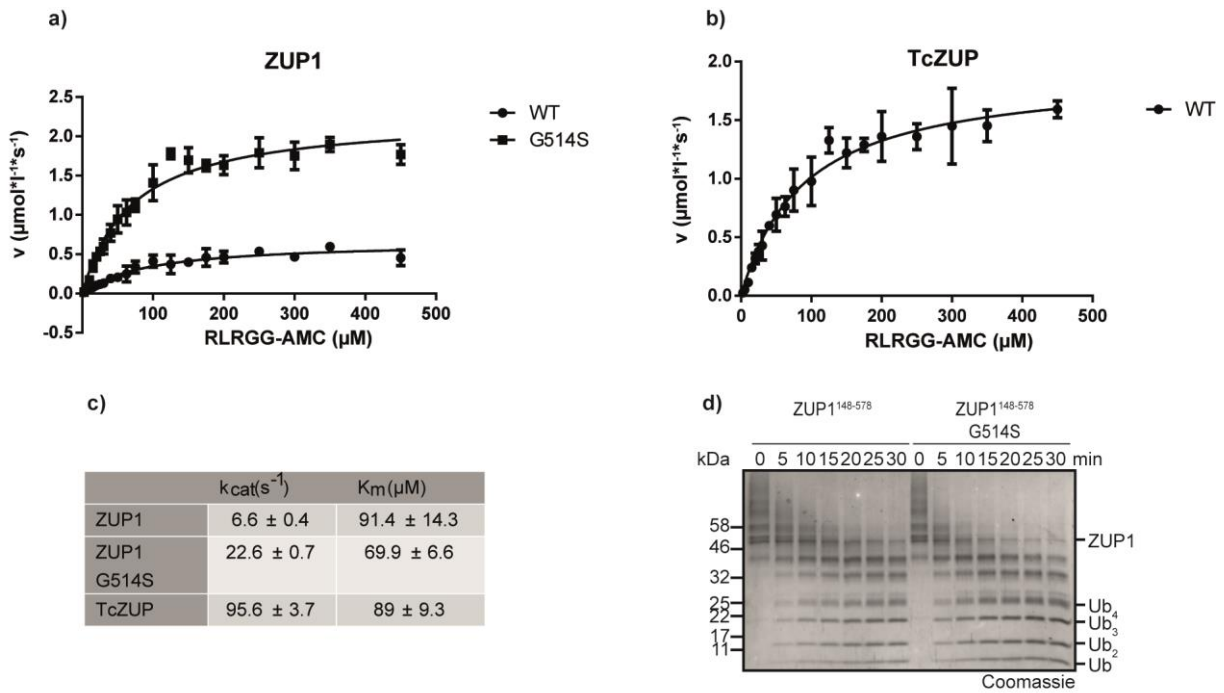 a)
ZUP1
2.5
2.0
1.5
1.0
0.5
0.0
-0.5
v (µmol*l-1*s-1)
100 200 300 400 500
RLRGG-AMC (µM)
WT
G514S
b)
TcZUP
2.0
1.5
1.0
0.5
0.0
v (µmol*l-1*s-1)
0 100 200 300 400 500
RLRGG-AMC (µM)
WT
c)
kcat(s-1) Km(µM)
ZUP1 6.6 ± 0.4 91.4 ± 14.3
ZUP1 22.6 ± 0.7 69.9 ± 6.6
G514S
TcZUP 95.6 ± 3.7 89 ± 9.3
d)
ZUP1148-578 ZUP1148-578
G514S
kDa 0 5 10 15 20 25 30 0 5 10 15 20 25 30 min
58
46
32
25
22
17
11
ZUP1
Ub4
Ub3
Ub2
Ub
Coomassie